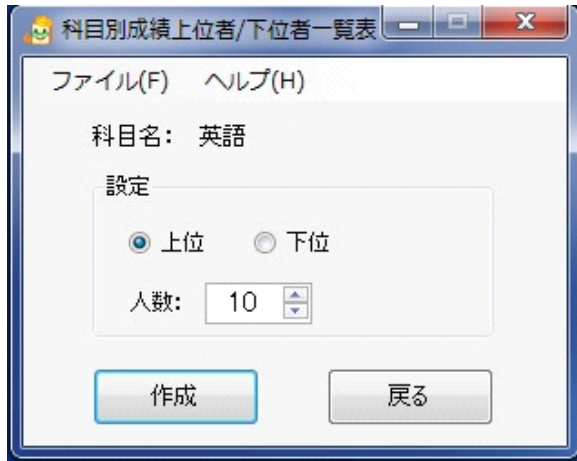 科目別成績上位者/下位者一覧表
ファイル(F) ヘルプ(H)
科目名: 英語
設定
上位 下位
人数: 10
作成 戻る